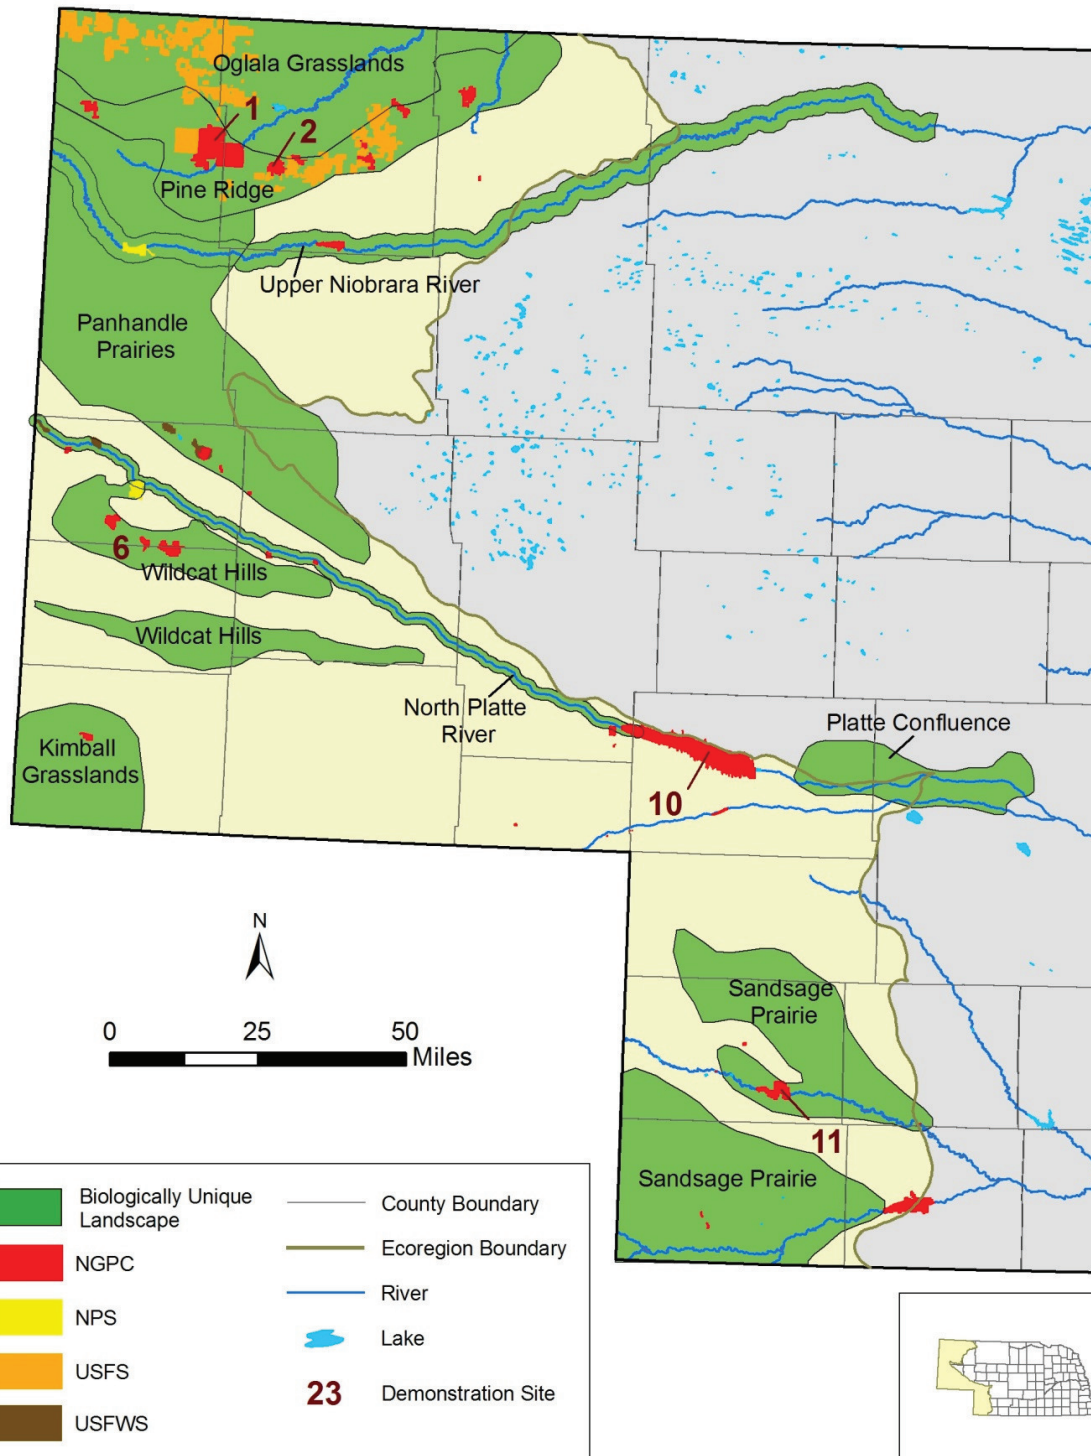 Oglala Grasslands
1
2
Pine Ridge
Upper Niobrara River
Panhandle
Prairies
6
Wildcat Hills
Wildcat Hills
North Platte
River
Platte Confluence
Kimball
Grasslands
10
N
Sandsage
Prairie
0 25 50
Miles
11
Sandsage Prairie
Biologically Unique
Landscape
NGPC
NPS
USFS
USFWS
County Boundary
Ecoregion Boundary
River
Lake
23 Demonstration Site